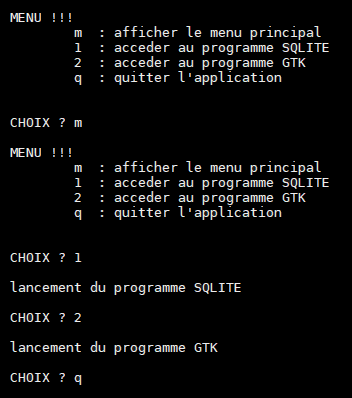 MENU !!!
m : afficher le menu principal
1 : acceder au programme SQLITE
2 : acceder au programme GTK
q : quitter l'application
CHOIX ? m
MENU !!!
m : afficher le menu principal
1 : acceder au programme SQLITE
2 : acceder au programme GTK
q : quitter l'application
CHOIX ? 1
lancement du programme SQLITE
CHOIX ? 2
lancement du programme GTK
CHOIX ? q